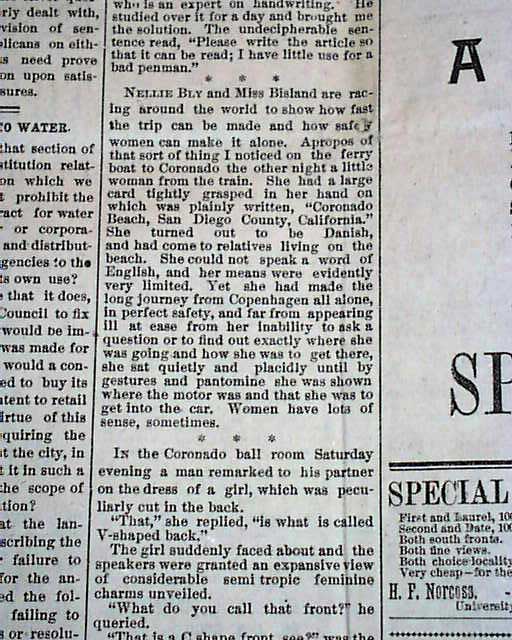 rly dealt with,
vision of sen-
olicans on eith-
s need prove
on upon satis-
sures.
TO WATER.
that section of
stitution relat-
on which we
t prohibit the
ract for water
or corpora-
and distribut-
gencies to the
ts own use?
e that it does,
Council to fix
would be im-
was made for
would a con-
ed to buy its
tent to retail
irtue of this
quiring the
t the city, in
t it in such a
the scope of
tion?
at the lan-
scribing the
failure to
for the an-
ed the fol-
failing to
s or resolu-
who is an expert on handwriting. He
studied over it for a day and brought me
the solution. The undecipherable sen-
tence read, "Please write the article so
that it can be read; I have little use for a
bad penman."
* * *
NELLIE BLY and Miss Bisland are rac-
ing around the world to show how fast
the trip can be made and how safely
women can make it alone. Apropos of
that sort of thing I noticed on the ferry
boat to Coronado the other night a little
woman from the train. She had a large
card tightly grasped in her hand on
which was plainly written, "Coronado
Beach, San Diego County, California."
She turned out to be Danish,
and had come to relatives living on the
beach. She could not speak a word of
English, and her means were evidently
very limited. Yet she had made the
long journey from Copenhagen all alone,
in perfect safety, and far from appearing
ill at ease from her inability to ask a
question or to find out exactly where she
was going and how she was to get there,
she sat quietly and placidly until by
gestures and pantomine she was shown
where the motor was and that she was to
get into the car. Women have lots of
sense, sometimes.
* * *
IN the Coronado ball room Saturday
evening a man remarked to his partner
on the dress of a girl, which was pecu-
liarly cut in the back.
"That," she replied, "is what is called
V-shaped back."
The girl suddenly faced about and the
speakers were granted an expansive view
of considerable semi tropic feminine
charms unveiled.
"What do you call that front?" he
queried.
"That is a C shape front, see?" was the
A
SP
SPECIAL
First and Laurel, 100
Second and Date, 100
Both south fronts.
Both fine views.
Both choice locality
Very cheap—for the
H. F. Norcoss,
University